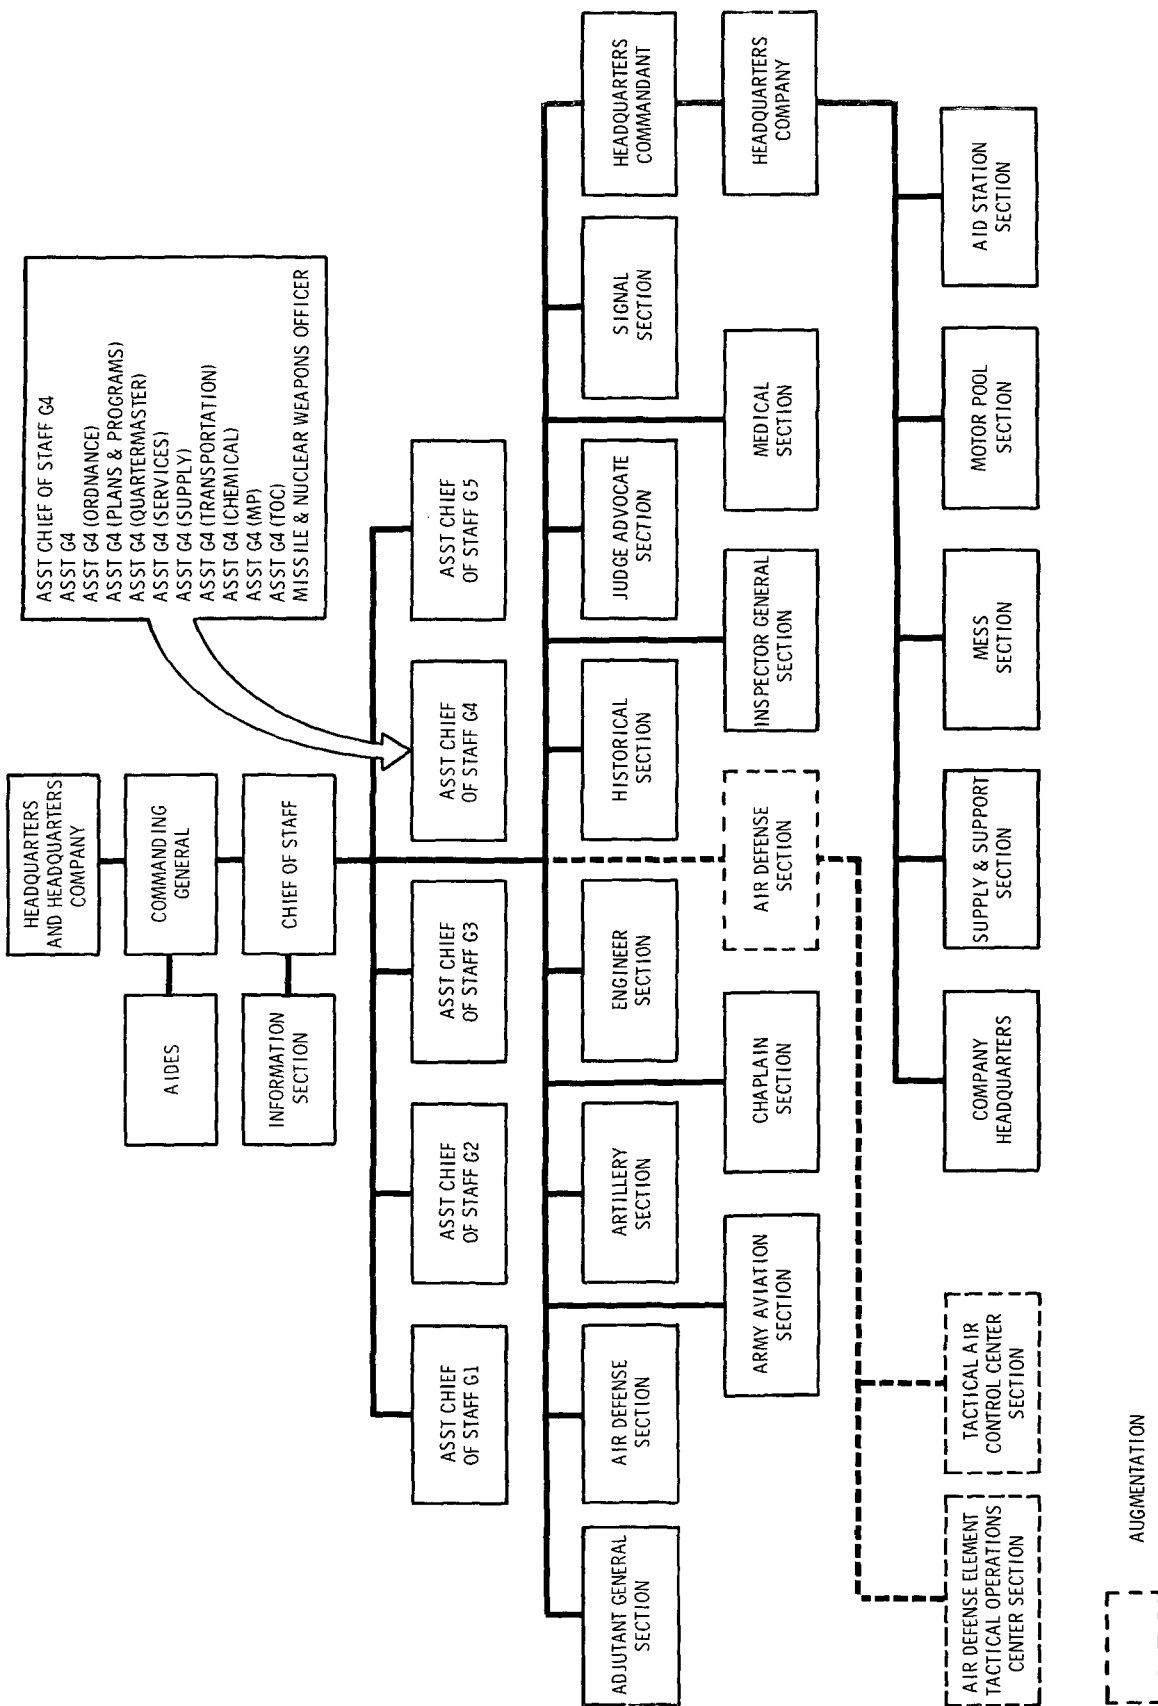 HEADQUARTERS
AND HEADQUARTERS
COMPANY
AIDES
COMMANDING
GENERAL
INFORMATION
SECTION
CHIEF OF STAFF
ASST CHIEF OF STAFF G4
ASST G4
ASST G4 (ORDNANCE)
ASST G4 (PLANS & PROGRAMS)
ASST G4 (QUARTERMASTER)
ASST G4 (SERVICES)
ASST G4 (SUPPLY)
ASST G4 (TRANSPORTATION)
ASST G4 (CHEMICAL)
ASST G4 (MP)
ASST G4 (TOC)
MISSILE & NUCLEAR WEAPONS OFFICER
ASST CHIEF
OF STAFF G1
ASST CHIEF
OF STAFF G2
ASST CHIEF
OF STAFF G3
ASST CHIEF
OF STAFF G4
ASST CHIEF
OF STAFF G5
ADJUTANT GENERAL
SECTION
AIR DEFENSE
SECTION
ARTILLERY
SECTION
ENGINEER
SECTION
HISTORICAL
SECTION
JUDGE ADVOCATE
SECTION
SIGNAL
SECTION
HEADQUARTERS
COMMANDANT
ARMY AVIATION
SECTION
CHAPLAIN
SECTION
AIR DEFENSE
SECTION
INSPECTOR GENERAL
SECTION
MEDICAL
SECTION
HEADQUARTERS
COMPANY
AIR DEFENSE ELEMENT
TACTICAL OPERATIONS
CENTER SECTION
TACTICAL AIR
CONTROL CENTER
SECTION
COMPANY
HEADQUARTERS
SUPPLY & SUPPORT
SECTION
MESS
SECTION
MOTOR POOL
SECTION
AID STATION
SECTION
AUGMENTATION